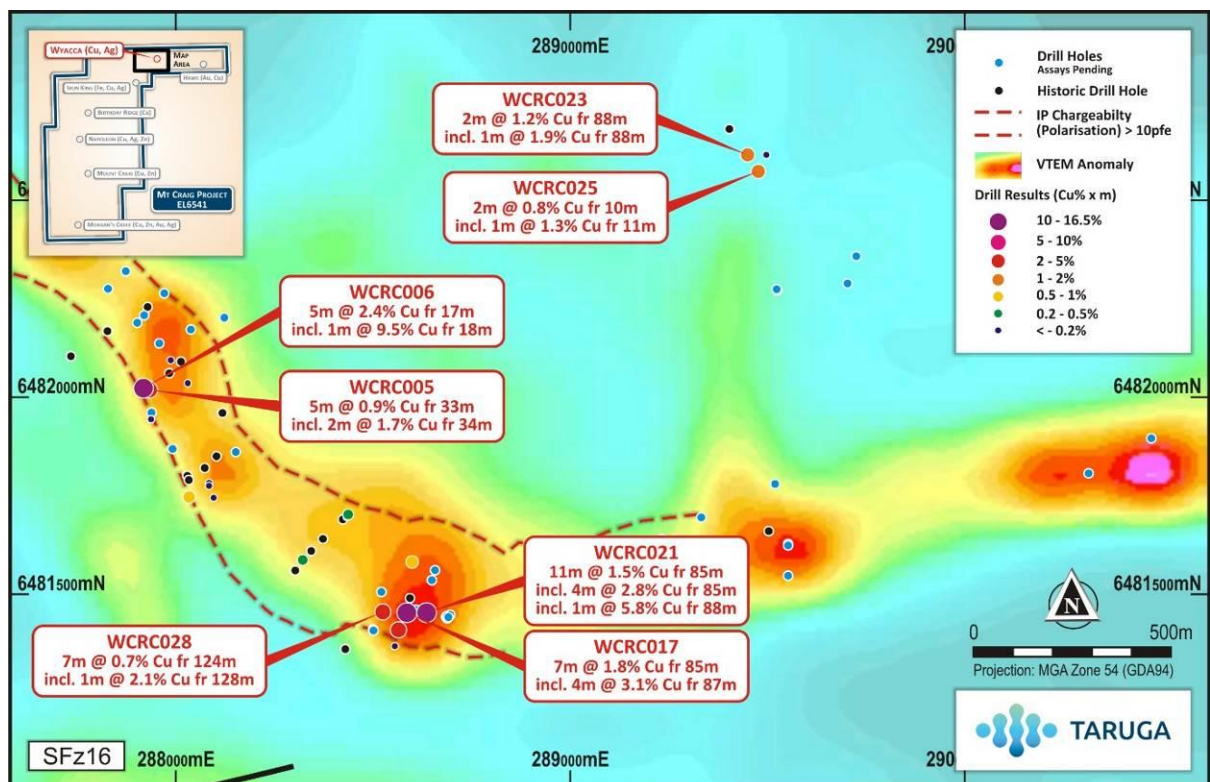 WYACCA (Cu, Ag)
MAP
AREA
HAWK (Au, Cu)
IRON KING (Fe, Cu, Ag)
BIRTHDAY RIDGE (Cu)
NAPOLEON (Cu, Ag, Zn)
MOUNT CRAIG (Cu, Zn)
MT CRAIG PROJECT
EL6541
MORGAN'S CREEK (Cu, Zn, Au, Ag)
289000mE
290
Drill Holes
Assays Pending
Historic Drill Hole
IP Chargeabilty
(Polarisation) > 10pfe
VTEM Anomaly
Drill Results (Cu% x m)
10 - 16.5%
5 - 10%
2 - 5%
1 - 2%
0.5 - 1%
0.2 - 0.5%
< - 0.2%
WCRC023
2m @ 1.2% Cu fr 88m
incl. 1m @ 1.9% Cu fr 88m
WCRC025
2m @ 0.8% Cu fr 10m
incl. 1m @ 1.3% Cu fr 11m
6
N
WCRC006
5m @ 2.4% Cu fr 17m
incl. 1m @ 9.5% Cu fr 18m
WCRC005
5m @ 0.9% Cu fr 33m
incl. 2m @ 1.7% Cu fr 34m
6482000mN
6482000mN
WCRC021
11m @ 1.5% Cu fr 85m
incl. 4m @ 2.8% Cu fr 85m
incl. 1m @ 5.8% Cu fr 88m
6481500mN
6481500mN
WCRC028
7m @ 0.7% Cu fr 124m
incl. 1m @ 2.1% Cu fr 128m
WCRC017
7m @ 1.8% Cu fr 85m
incl. 4m @ 3.1% Cu fr 87m
N
0 500m
Projection: MGA Zone 54 (GDA94)
TARUGA
SFz16
288000mE
289000mE
290